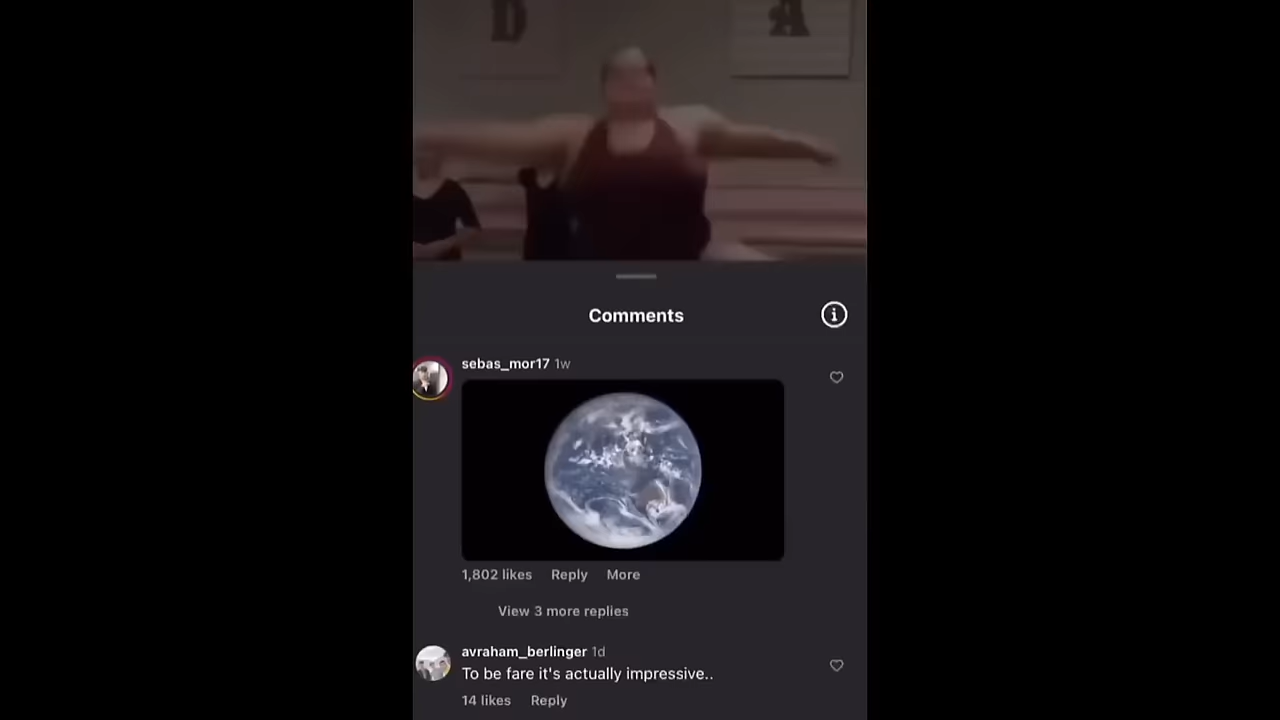 D A
Comments
sebas_mor17 1w
1,802 likes Reply More
View 3 more replies
avraham_berlinger 1d
To be fare it's actually impressive..
14 likes Reply